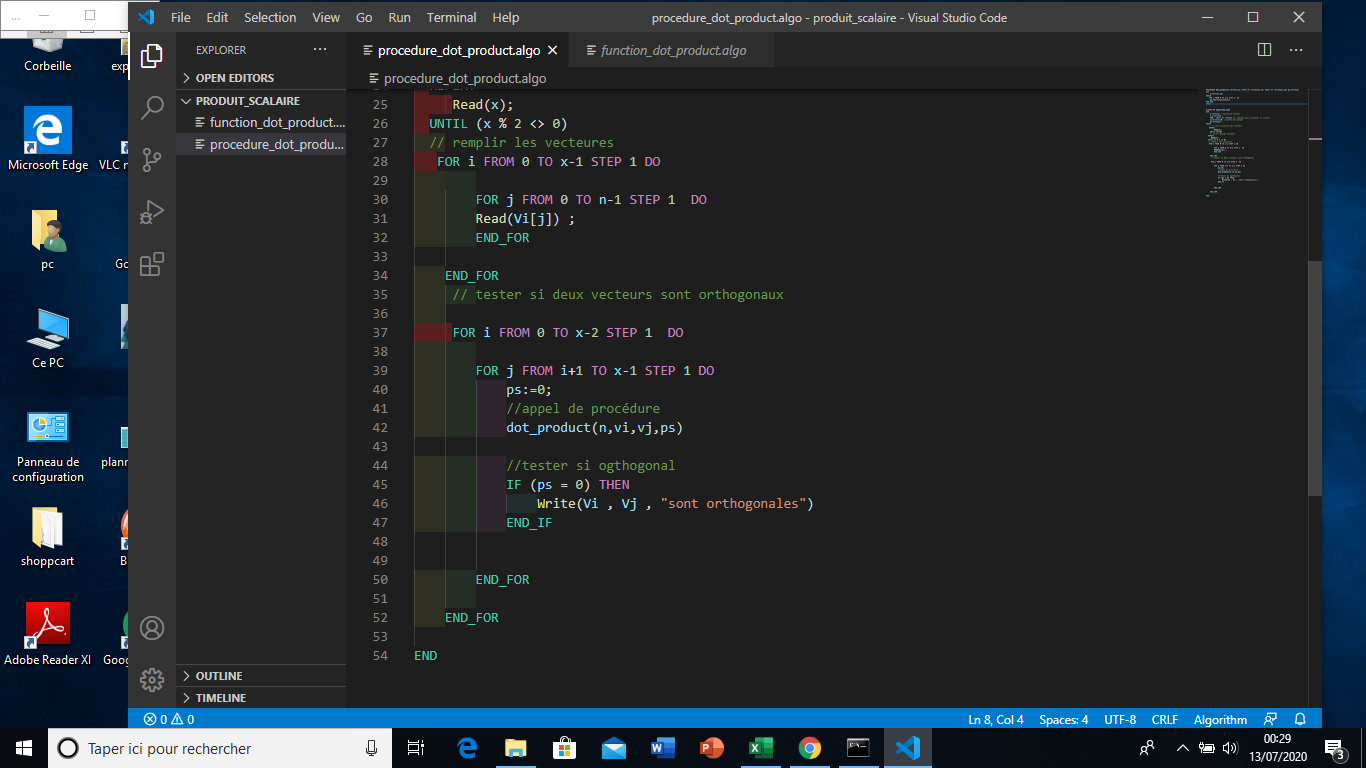 File Edit Selection View Go Run Terminal Help
procedure_dot_product.algo - produit_scalaire - Visual Studio Code
EXPLORER
OPEN EDITORS
PRODUIT_SCALAIRE
function_dot_product....
procedure_dot_produ...
OUTLINE
TIMELINE
procedure_dot_product.algo
function_dot_product.algo
procedure_dot_product.algo
25 Read(x);
26 UNTIL (x % 2 <> 0)
27 // remplir les vecteures
28 FOR i FROM 0 TO x-1 STEP 1 DO
29
30 FOR j FROM 0 TO n-1 STEP 1 DO
31 Read(Vi[j]) ;
32 END_FOR
33
34 END_FOR
35 // tester si deux vecteurs sont orthogonaux
36
37 FOR i FROM 0 TO x-2 STEP 1 DO
38
39 FOR j FROM i+1 TO x-1 STEP 1 DO
40 ps:=0;
41 //appel de procédure
42 dot_product(n,vi,vj,ps)
43
44 //tester si ogthogonal
45 IF (ps = 0) THEN
46 Write(Vi , Vj , "sont orthogonales")
47 END_IF
48
49
50 END_FOR
51
52 END_FOR
53
54 END
0 0
Ln 8, Col 4 Spaces: 4 UTF-8 CRLF Algorithm
Corbeille
exp
Microsoft Edge
VLC n
pc
Go
Ce PC
Panneau de
configuration
plann
shoppcart
B
Adobe Reader XI
Goog
Taper ici pour rechercher
00:29
13/07/2020
3